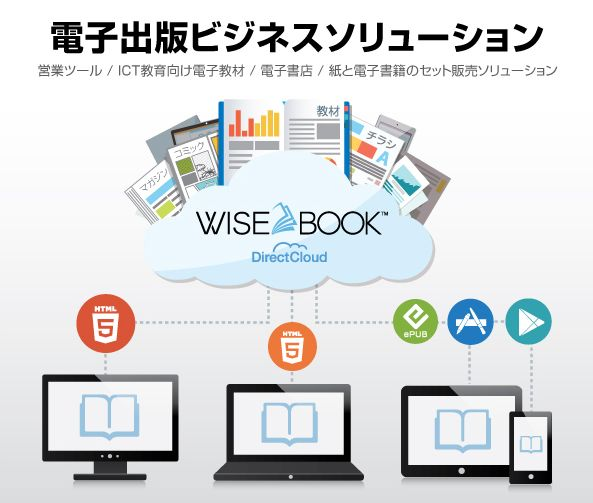 電子出版ビジネスソリューション
営業ツール / ICT教育向け電子教材 / 電子書店 / 紙と電子書籍のセット販売ソリューション
教材
コミック
チラシ
マガジン
A
WISE BOOK™
DirectCloud
HTML
5
HTML
5
ePUB